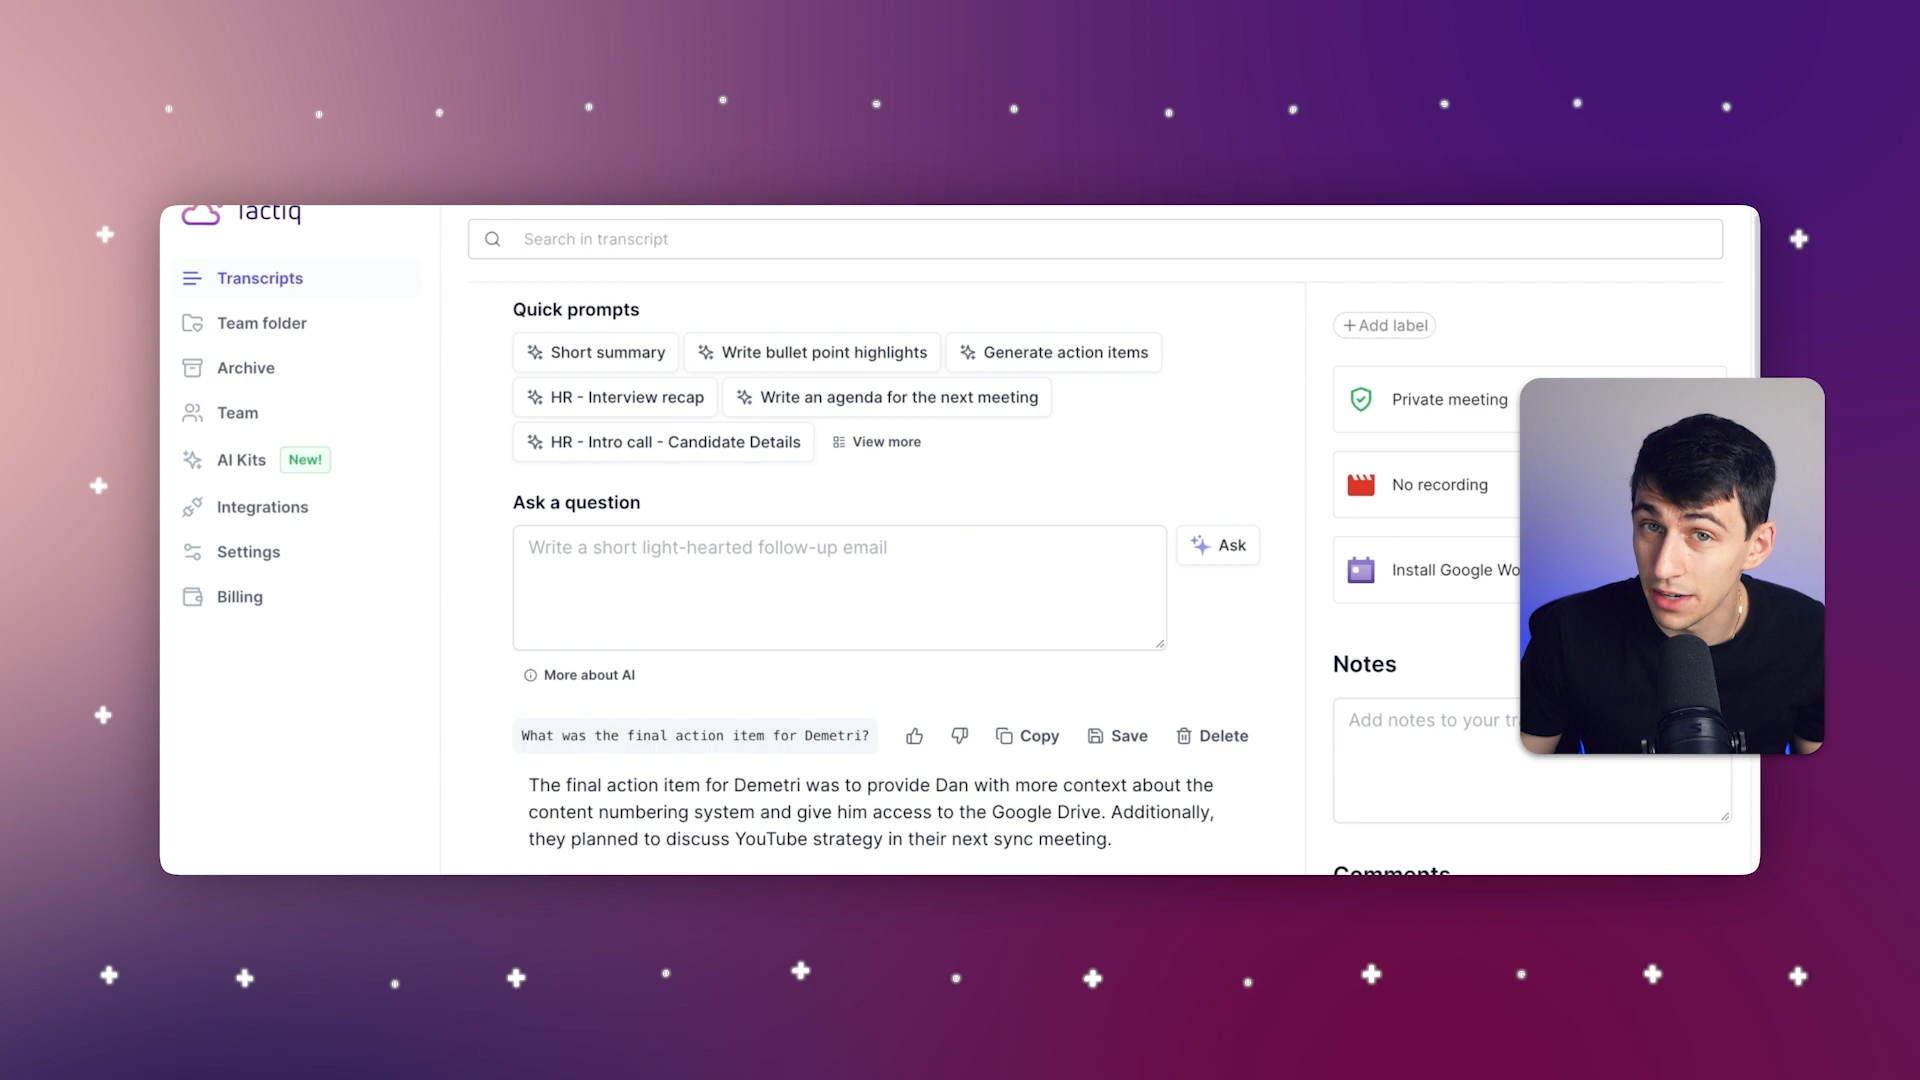 Tactiq
Search in transcript
Transcripts
Team folder
Archive
Team
AI Kits New!
Integrations
Settings
Billing
Quick prompts
Short summary
Write bullet point highlights
Generate action items
HR - Interview recap
Write an agenda for the next meeting
HR - Intro call - Candidate Details
View more
Ask a question
Write a short light-hearted follow-up email
Ask
More about AI
What was the final action item for Demetri?
Copy
Save
Delete
The final action item for Demetri was to provide Dan with more context about the
content numbering system and give him access to the Google Drive. Additionally,
they planned to discuss YouTube strategy in their next sync meeting.
+ Add label
Private meeting
No recording
Install Google Wo
Notes
Add notes to your tr
Comments